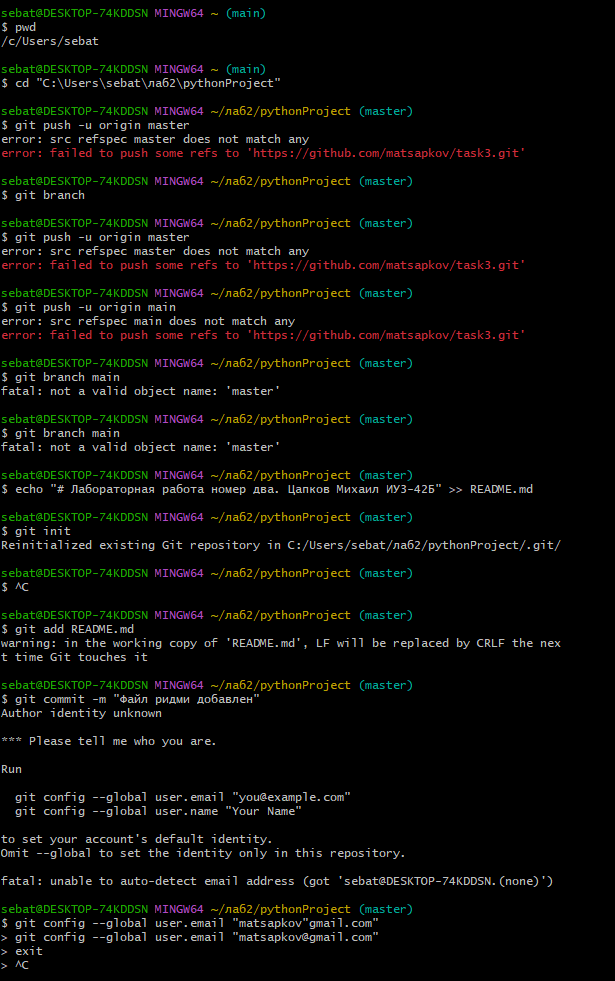 sebat@DESKTOP-74KDDSN MINGW64 ~ (main)
$ pwd
/c/Users/sebat
sebat@DESKTOP-74KDDSN MINGW64 ~ (main)
$ cd "C:\Users\sebat\лаб2\pythonProject"
sebat@DESKTOP-74KDDSN MINGW64 ~/лаб2/pythonProject (master)
$ git push -u origin master
error: src refspec master does not match any
error: failed to push some refs to 'https://github.com/matsapkov/task3.git'
sebat@DESKTOP-74KDDSN MINGW64 ~/лаб2/pythonProject (master)
$ git branch
sebat@DESKTOP-74KDDSN MINGW64 ~/лаб2/pythonProject (master)
$ git push -u origin master
error: src refspec master does not match any
error: failed to push some refs to 'https://github.com/matsapkov/task3.git'
sebat@DESKTOP-74KDDSN MINGW64 ~/лаб2/pythonProject (master)
$ git push -u origin main
error: src refspec main does not match any
error: failed to push some refs to 'https://github.com/matsapkov/task3.git'
sebat@DESKTOP-74KDDSN MINGW64 ~/лаб2/pythonProject (master)
$ git branch main
fatal: not a valid object name: 'master'
sebat@DESKTOP-74KDDSN MINGW64 ~/лаб2/pythonProject (master)
$ git branch main
fatal: not a valid object name: 'master'
sebat@DESKTOP-74KDDSN MINGW64 ~/лаб2/pythonProject (master)
$ echo "# Лабораторная работа номер два. Цапков Михаил ИУ3-42Б" >> README.md
sebat@DESKTOP-74KDDSN MINGW64 ~/лаб2/pythonProject (master)
$ git init
Reinitialized existing Git repository in C:/Users/sebat/лаб2/pythonProject/.git/
sebat@DESKTOP-74KDDSN MINGW64 ~/лаб2/pythonProject (master)
$ ^C
sebat@DESKTOP-74KDDSN MINGW64 ~/лаб2/pythonProject (master)
$ git add README.md
warning: in the working copy of 'README.md', LF will be replaced by CRLF the nex
t time Git touches it
sebat@DESKTOP-74KDDSN MINGW64 ~/лаб2/pythonProject (master)
$ git commit -m "Файл ридми добавлен"
Author identity unknown
*** Please tell me who you are.
Run
git config --global user.email "you@example.com"
git config --global user.name "Your Name"
to set your account's default identity.
Omit --global to set the identity only in this repository.
fatal: unable to auto-detect email address (got 'sebat@DESKTOP-74KDDSN.(none)')
sebat@DESKTOP-74KDDSN MINGW64 ~/лаб2/pythonProject (master)
$ git config --global user.email "matsapkov"gmail.com"
> git config --global user.email "matsapkov@gmail.com"
> exit
> ^C